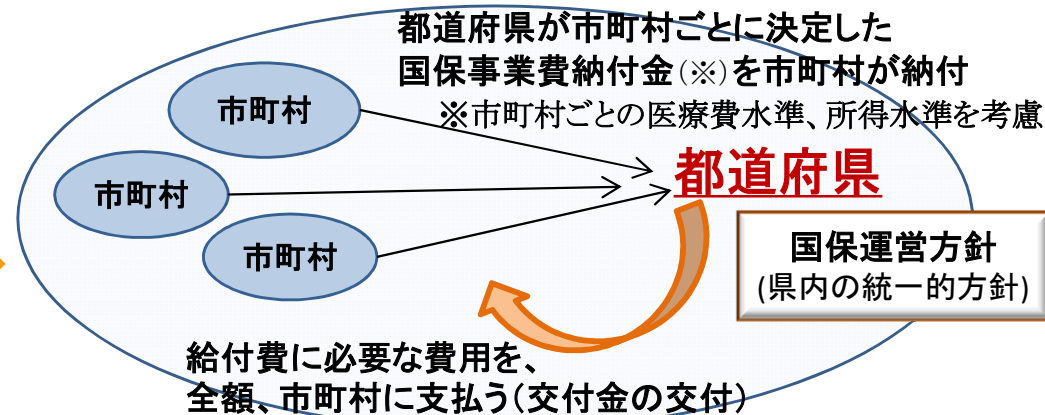 都道府県が市町村ごとに決定した
国保事業費納付金(※)を市町村が納付
※市町村ごとの医療費水準、所得水準を考慮
市町村
市町村
市町村
都道府県
国保運営方針
(県内の統一的方針)
給付費に必要な費用を、
全額、市町村に支払う(交付金の交付)